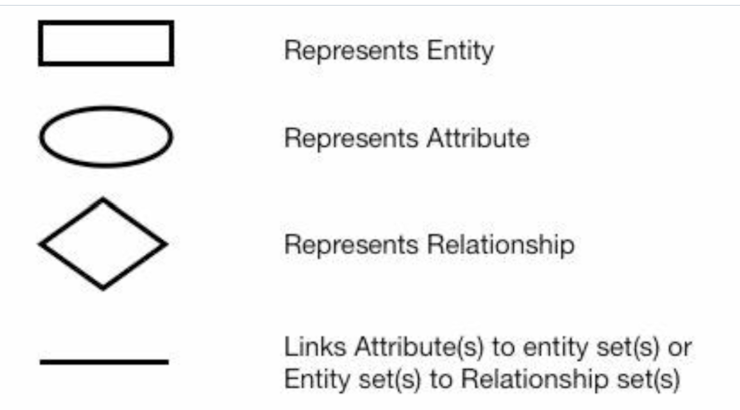 Represents Entity
Represents Attribute
Represents Relationship
Links Attribute(s) to entity set(s) or
Entity set(s) to Relationship set(s)